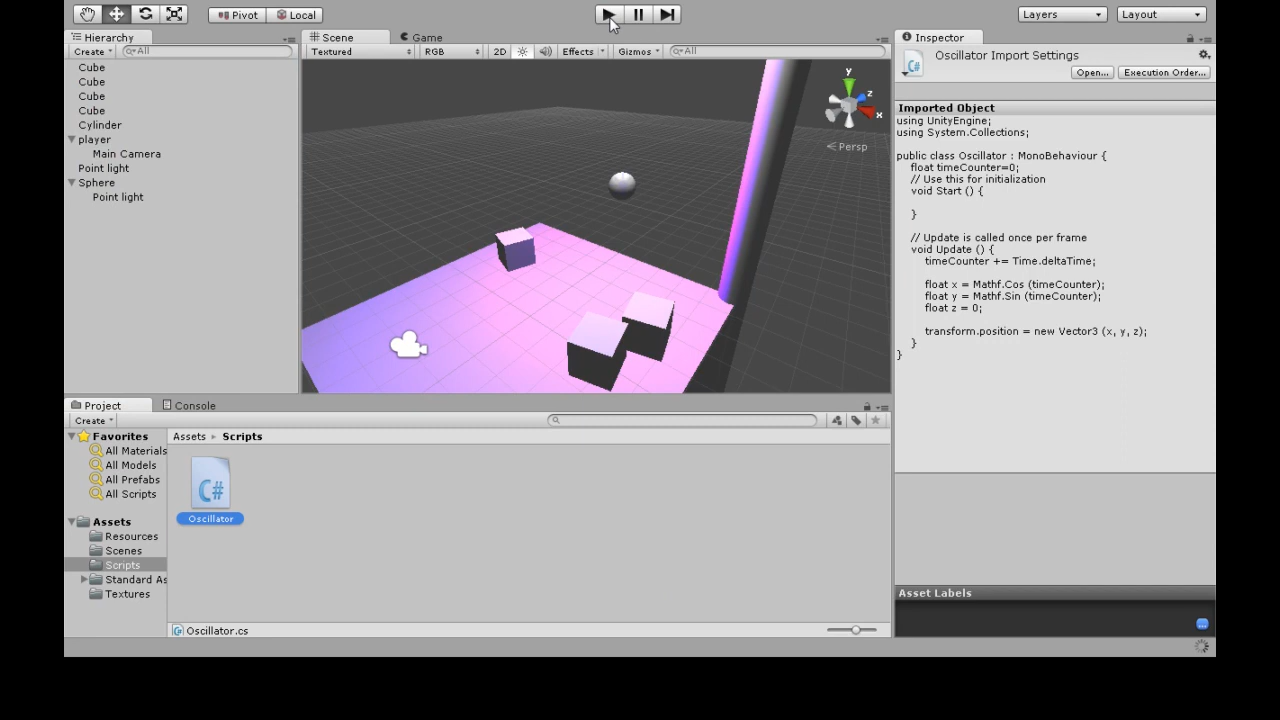 Pivot Local Layers Layout
Hierarchy
Create All
Cube
Cube
Cube
Cube
Cylinder
player
Main Camera
Point light
Sphere
Point light
Scene Game
Textured RGB 2D Effects Gizmos All
y
z
x
Persp
Inspector
Oscillator Import Settings
C#
Open... Execution Order...
Imported Object
using UnityEngine;
using System.Collections;
public class Oscillator : MonoBehaviour {
float timeCounter=0;
// Use this for initialization
void Start () {
}
// Update is called once per frame
void Update () {
timeCounter += Time.deltaTime;
float x = Mathf.Cos (timeCounter);
float y = Mathf.Sin (timeCounter);
float z = 0;
transform.position = new Vector3 (x, y, z);
}
}
Project Console
Create
Favorites
All Materials
All Models
All Prefabs
All Scripts
Assets
Resources
Scenes
Scripts
Standard As
Textures
Assets Scripts
C#
Oscillator
Oscillator.cs
Asset Labels